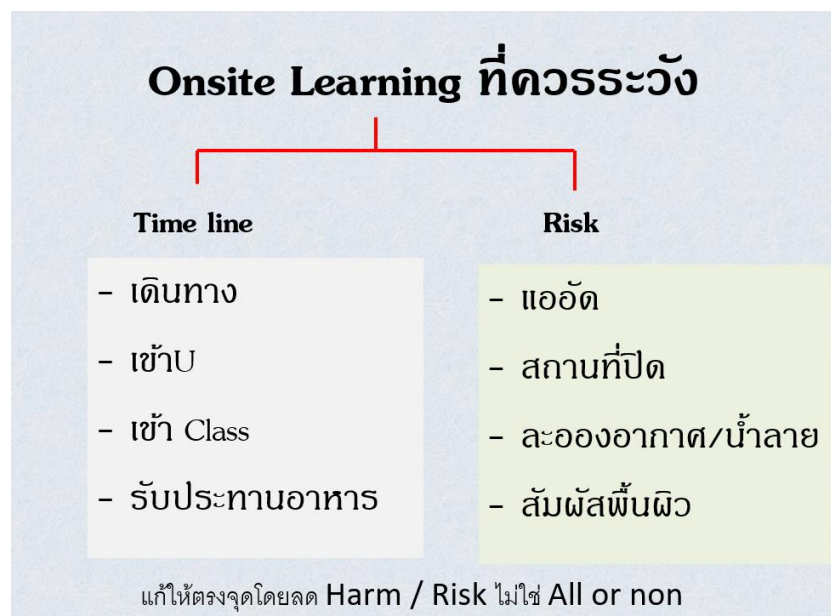 Onsite Learning ที่ควรระวัง
Time line
- เดินทาง
- เข้าU
- เข้า Class
- รับประทานอาหาร
Risk
- แออัด
- สถานที่ปิด
- ละอองอากาศ/น้ำลาย
- สัมผัสพื้นผิว
แก้ให้ตรงจุดโดยลด Harm / Risk ไม่ใช่ All or non